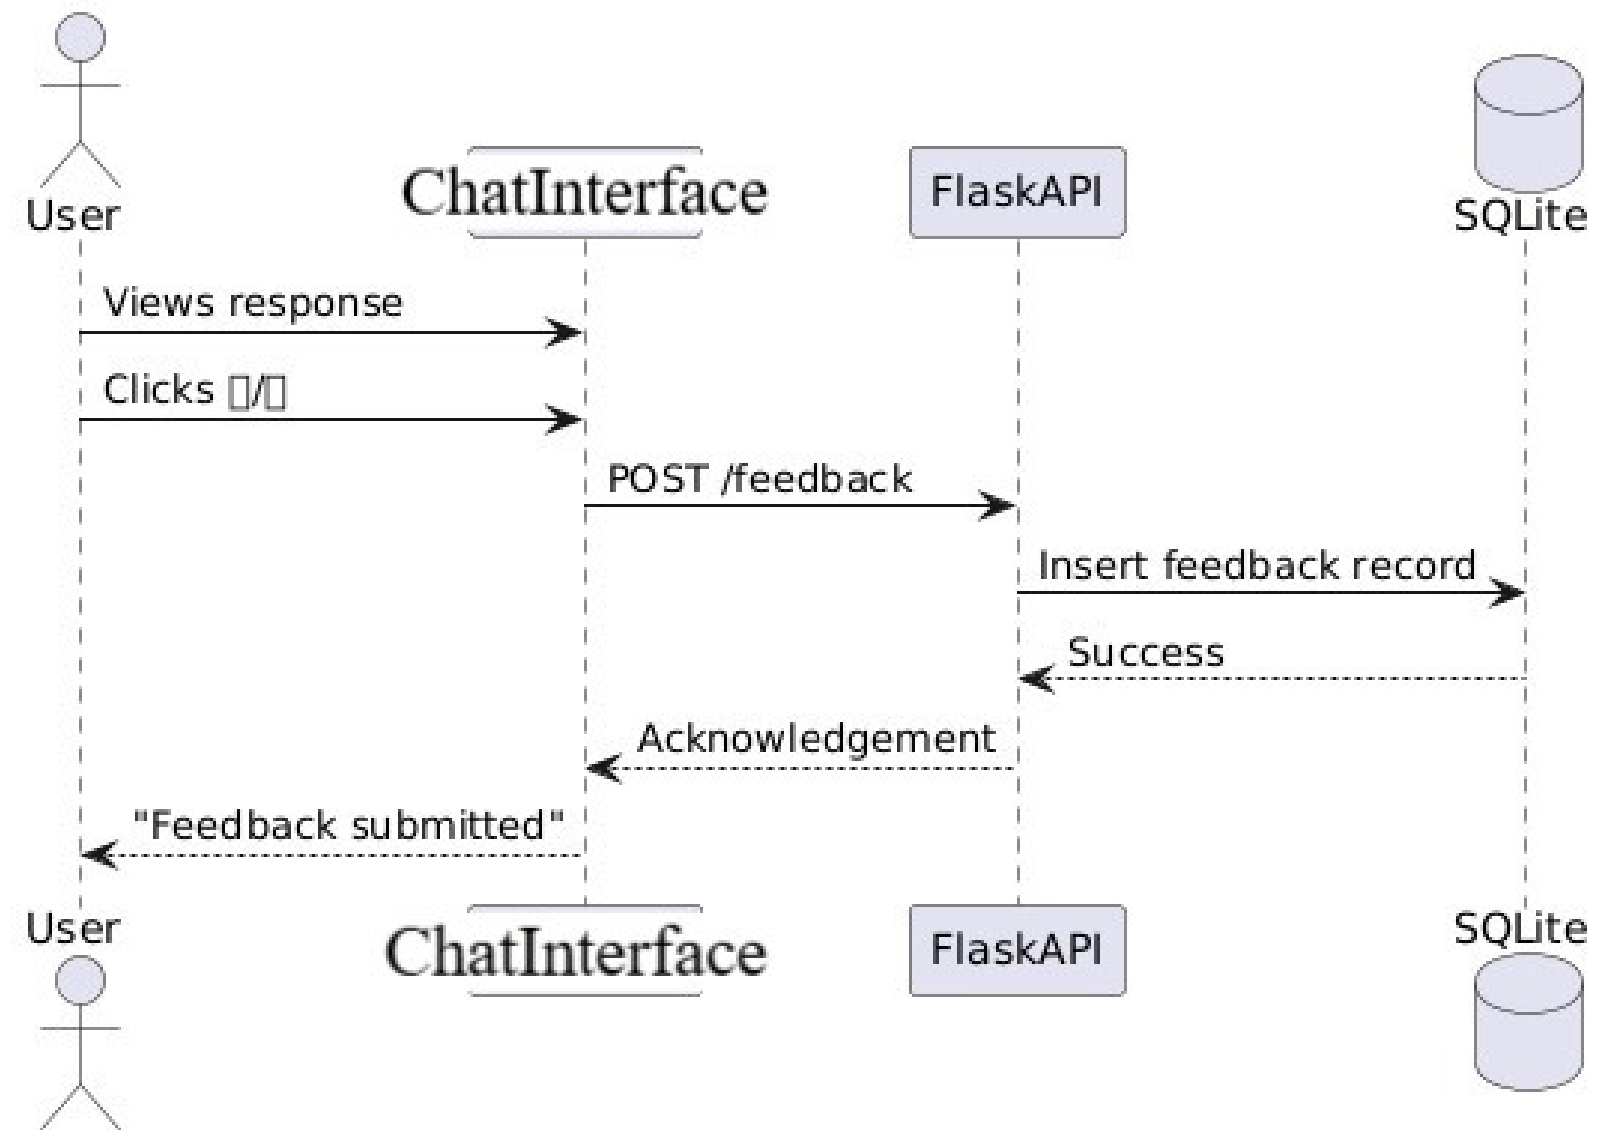 User
ChatInterface
FlaskAPI
SQLite
Views response
Clicks ▯/▯
POST /feedback
Insert feedback record
Success
Acknowledgement
"Feedback submitted"
User
ChatInterface
FlaskAPI
SQLite